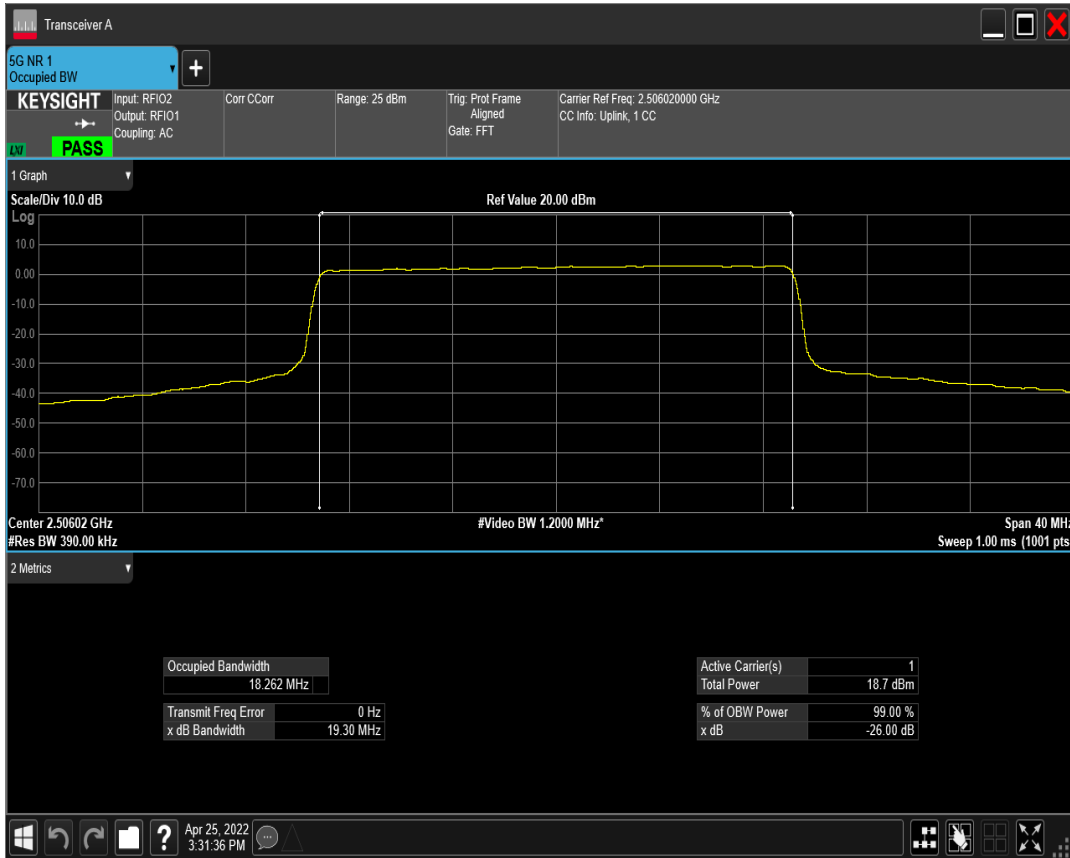 Transceiver A
5G NR 1
Occupied BW
+
KEYSIGHT
Input: RFIO2
Output: RFIO1
Coupling: AC
Corr CCorr
Range: 25 dBm
Trig: Prot Frame
Aligned
Gate: FFT
Carrier Ref Freq: 2.506020000 GHz
CC Info: Uplink, 1 CC
LXI
PASS
1 Graph
Scale/Div 10.0 dB
Ref Value 20.00 dBm
Log
10.0
0.00
-10.0
-20.0
-30.0
-40.0
-50.0
-60.0
-70.0
Center 2.50602 GHz
#Video BW 1.2000 MHz*
Span 40 MHz
#Res BW 390.00 kHz
Sweep 1.00 ms (1001 pts
2 Metrics
Occupied Bandwidth
18.262 MHz
Transmit Freq Error 0 Hz
x dB Bandwidth 19.30 MHz
Active Carrier(s) 1
Total Power 18.7 dBm
% of OBW Power 99.00 %
x dB -26.00 dB
?
Apr 25, 2022
3:31:36 PM